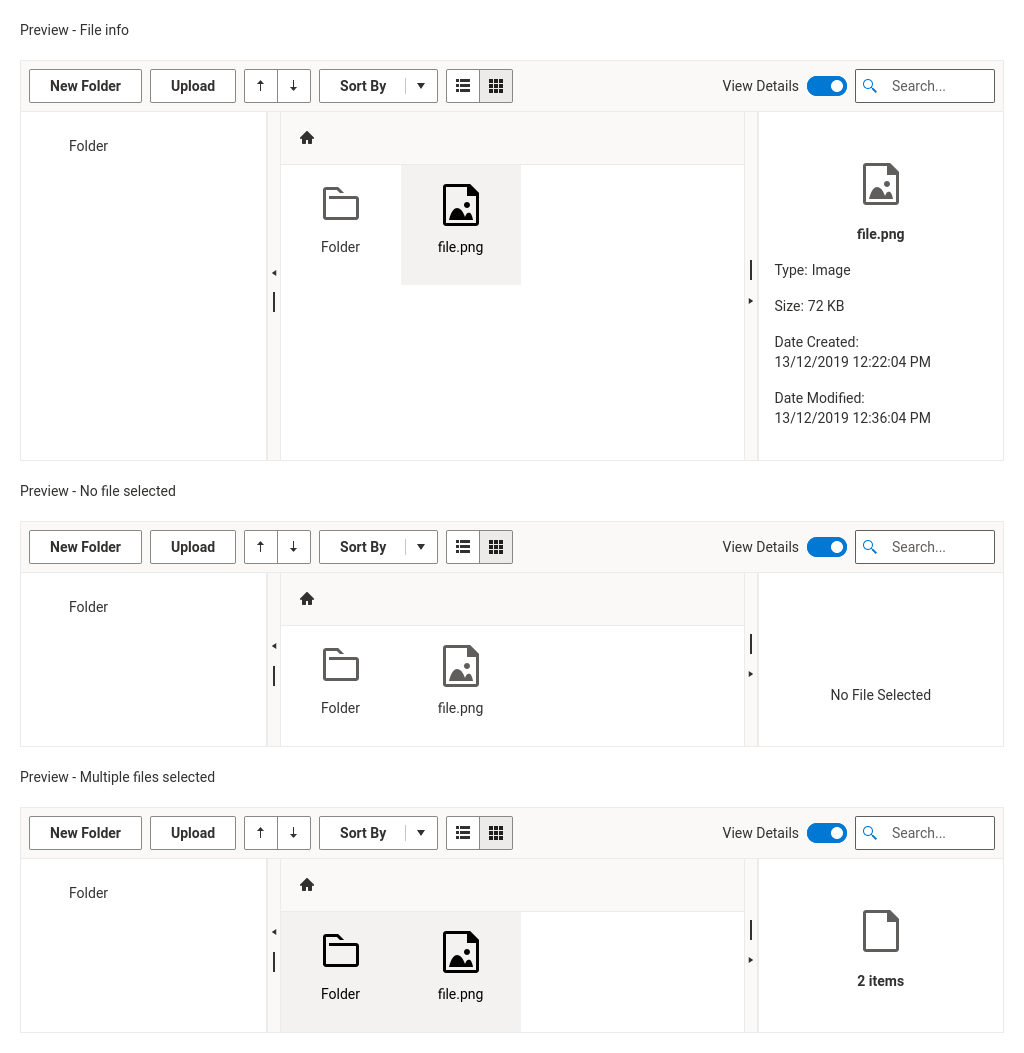 Preview - File info
New Folder
Upload
Sort By
View Details
Search...
Folder
Folder
file.png
file.png
Type: Image
Size: 72 KB
Date Created:
13/12/2019 12:22:04 PM
Date Modified:
13/12/2019 12:36:04 PM
Preview - No file selected
New Folder
Upload
Sort By
View Details
Search...
Folder
Folder
file.png
No File Selected
Preview - Multiple files selected
New Folder
Upload
Sort By
View Details
Search...
Folder
Folder
file.png
2 items